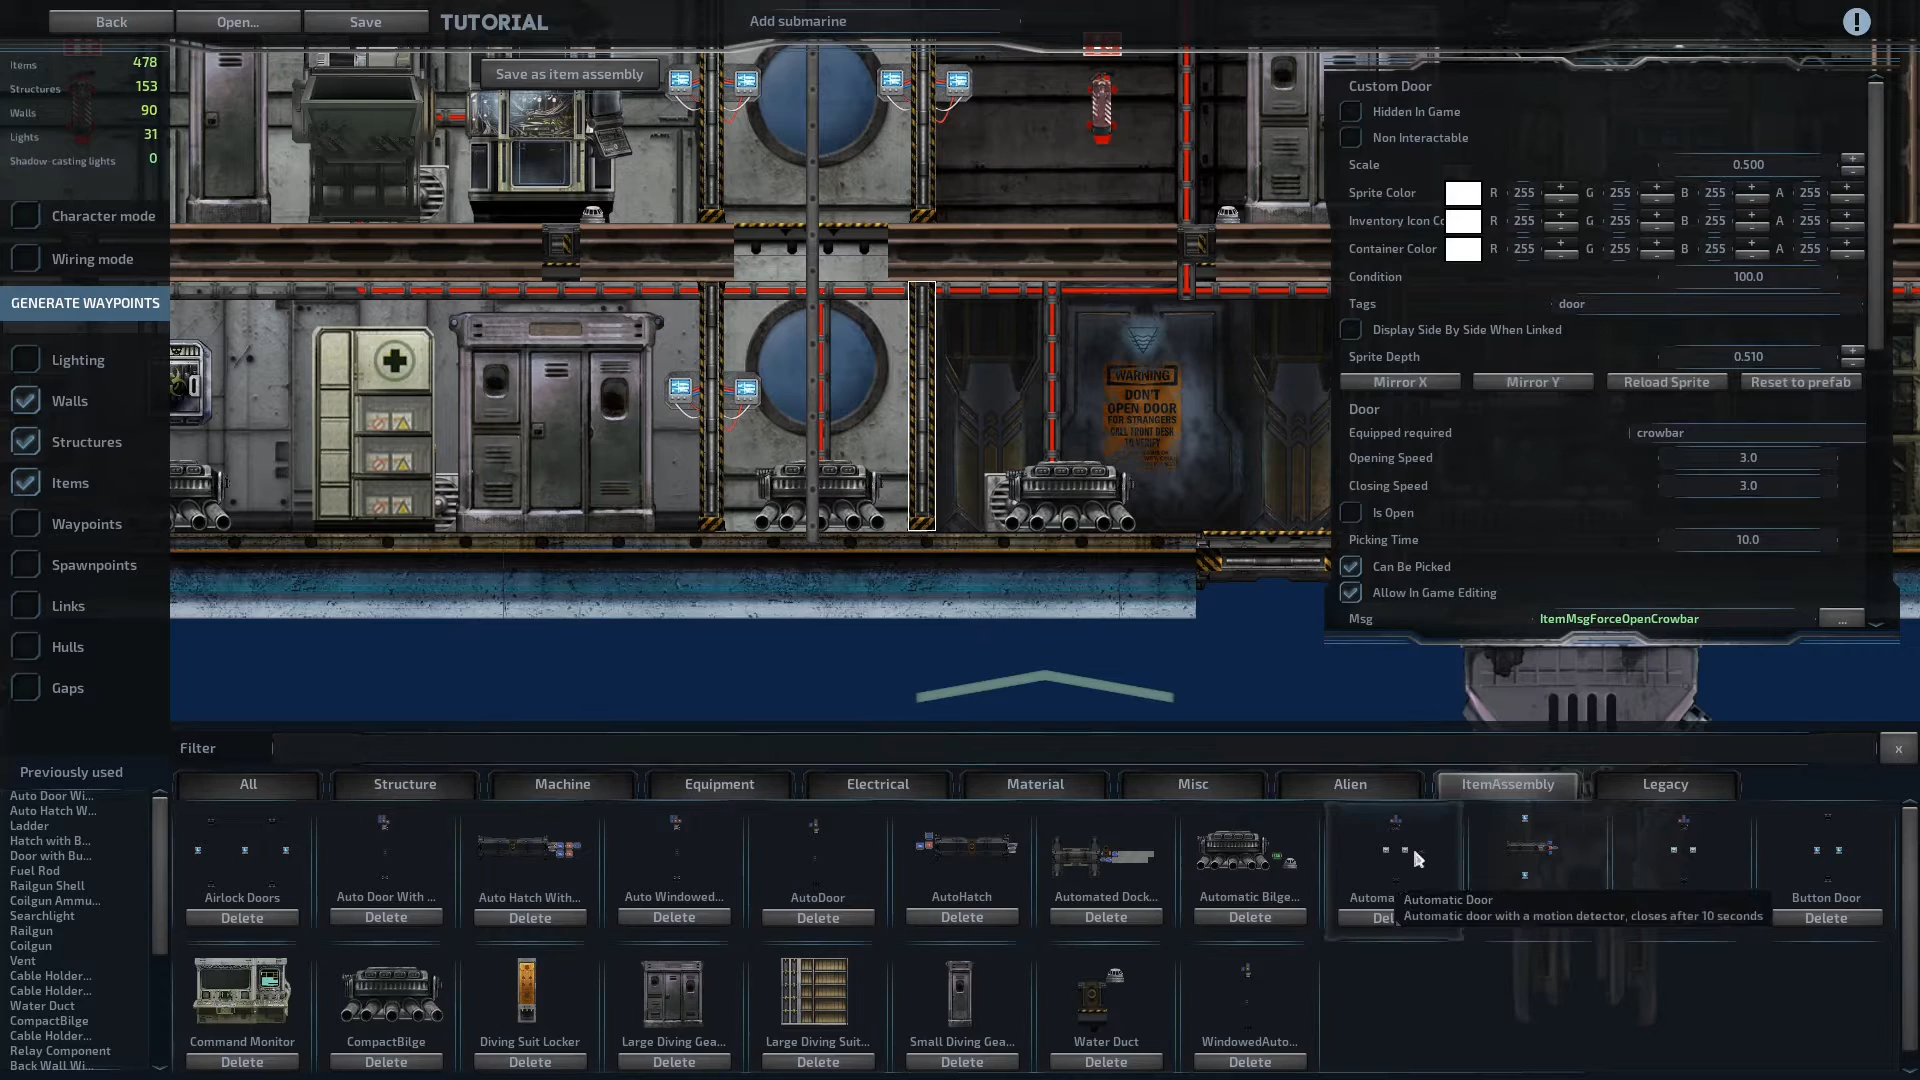 Back
Open...
Save
TUTORIAL
Add submarine
Items 478
Structures 153
Walls 90
Lights 31
Shadow-casting lights 0
Save as item assembly
Character mode
Wiring mode
GENERATE WAYPOINTS
Lighting
Walls
Structures
Items
Waypoints
Spawnpoints
Links
Hulls
Gaps
WARNING
DON'T
OPEN DOOR
FOR STRANGERS
CALL FRONT DESK
TO VERIFY
Custom Door
Hidden In Game
Non Interactable
Scale 0.500 + -
Sprite Color R 255 + - G 255 + - B 255 + - A 255 + -
Inventory Icon Co R 255 + - G 255 + - B 255 + - A 255 + -
Container Color R 255 + - G 255 + - B 255 + - A 255 + -
Condition 100.0
Tags door
Display Side By Side When Linked
Sprite Depth 0.510 + -
Mirror X Mirror Y Reload Sprite Reset to prefab
Door
Equipped required crowbar
Opening Speed 3.0
Closing Speed 3.0
Is Open
Picking Time 10.0
Can Be Picked
Allow In Game Editing
Msg ItemMsgForceOpenCrowbar ...
Filter x
Previously used
Auto Door Wi...
Auto Hatch W...
Ladder
Hatch with B...
Door with Bu...
Fuel Rod
Railgun Shell
Coilgun Ammu...
Searchlight
Railgun
Coilgun
Vent
Cable Holder...
Cable Holder...
Water Duct
CompactBilge
Cable Holder...
Relay Component
Back Wall Wi...
All Structure Machine Equipment Electrical Material Misc Alien ItemAssembly Legacy
Airlock Doors Auto Door With ... Auto Hatch With... Auto Windowed... AutoDoor AutoHatch Automated Dock... Automatic Bilge... Automa Button Door
Delete Delete Delete Delete Delete Delete Delete Delete Del Delete
Automatic Door
Automatic door with a motion detector, closes after 10 seconds
Command Monitor CompactBilge Diving Suit Locker Large Diving Gea... Large Diving Suit... Small Diving Gea... Water Duct WindowedAuto...
Delete Delete Delete Delete Delete Delete Delete Delete